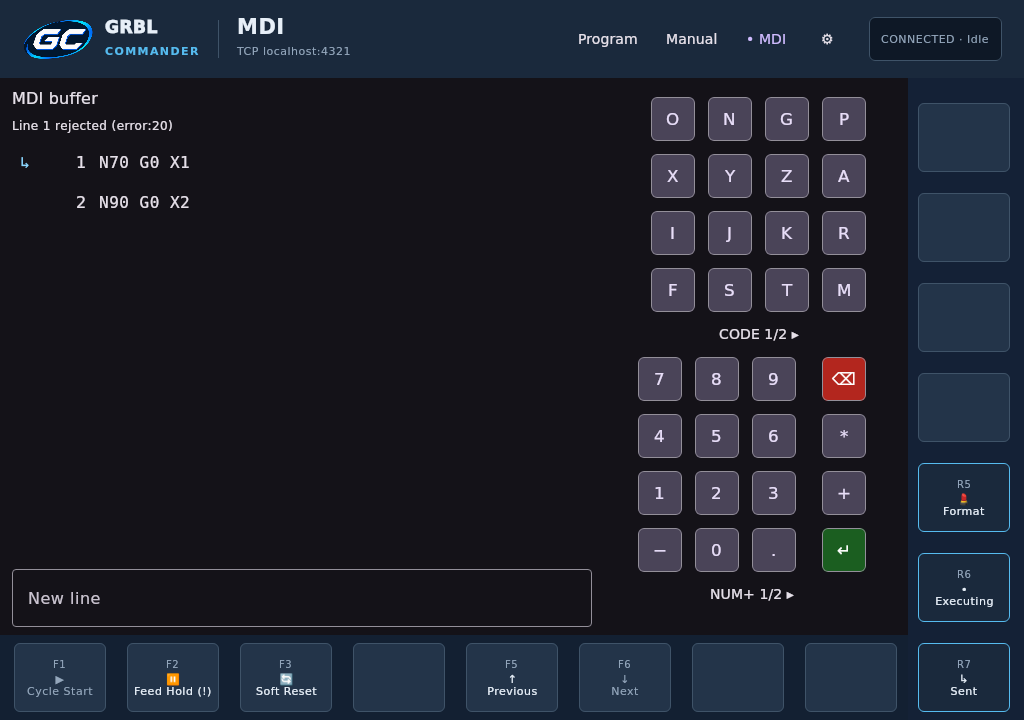 GC
GRBL
COMMANDER
MDI
TCP localhost:4321
Program
Manual
• MDI
⚙
CONNECTED · Idle
MDI buffer
Line 1 rejected (error:20)
↳ 1 N70 G0 X1
2 N90 G0 X2
New line
O N G P
X Y Z A
I J K R
F S T M
CODE 1/2 ▸
7 8 9 ⌫
4 5 6 *
1 2 3 +
− 0 . ↵
NUM+ 1/2 ▸
R5
Format
R6
•
Executing
R7
↳
Sent
F1
▶
Cycle Start
F2
⏸
Feed Hold (!)
F3
🔄
Soft Reset
F5
↑
Previous
F6
↓
Next